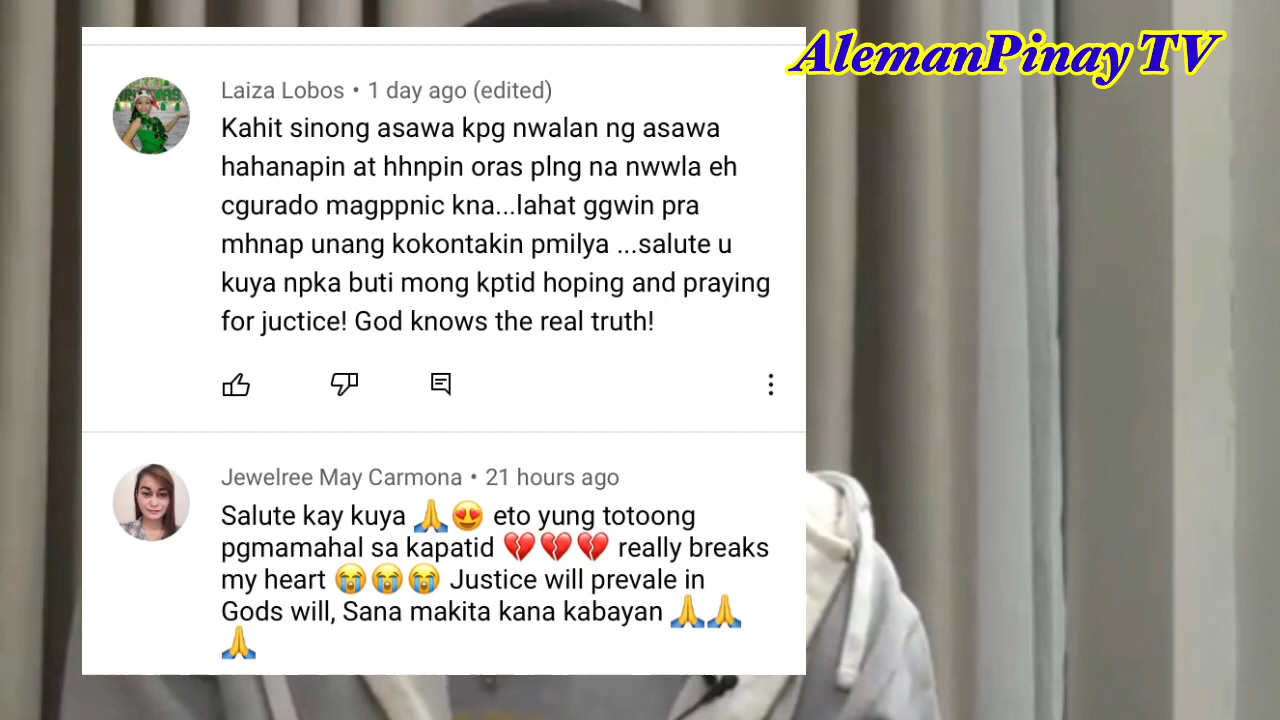 AlemanPinay TV
Laiza Lobos • 1 day ago (edited)
Kahit sinong asawa kpg nwalan ng asawa
hahanapin at hhnpin oras plng na nwwla eh
cgurado magppnic kna...lahat ggwin pra
mhnap unang kokontakin pmilya ...salute u
kuya npka buti mong kptid hoping and praying
for juctice! God knows the real truth!
Jewelree May Carmona • 21 hours ago
Salute kay kuya 🙏😍 eto yung totoong
pgmamahal sa kapatid 💔💔💔 really breaks
my heart 😭😭😭 Justice will prevale in
Gods will, Sana makita kana kabayan 🙏🙏
🙏